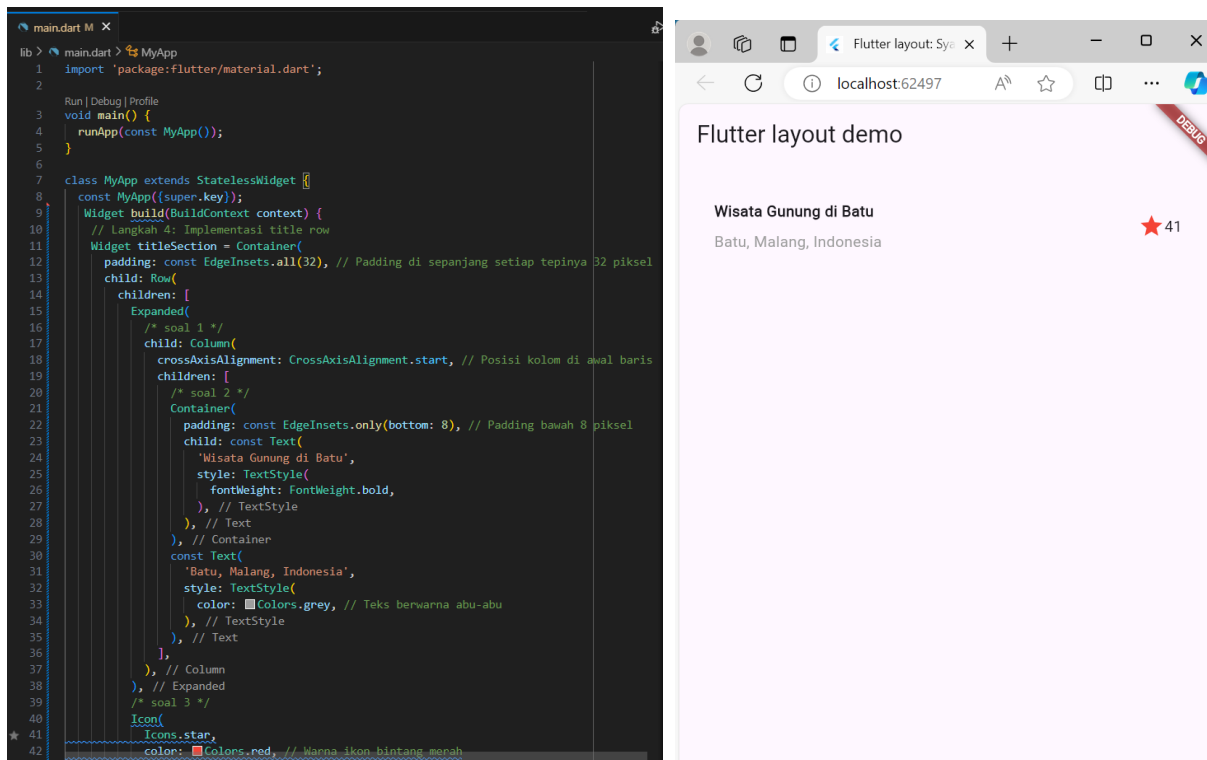 main.dart M
lib > main.dart > MyApp
1 import 'package:flutter/material.dart';
2
Run | Debug | Profile
3 void main() {
4 runApp(const MyApp());
5 }
6
7 class MyApp extends StatelessWidget {
8 const MyApp({super.key});
9 Widget build(BuildContext context) {
10 // Langkah 4: Implementasi title row
11 Widget titleSection = Container(
12 padding: const EdgeInsets.all(32), // Padding di sepanjang setiap tepinya 32 piksel
13 child: Row(
14 children: [
15 Expanded(
16 /* soal 1 */
17 child: Column(
18 crossAxisAlignment: CrossAxisAlignment.start, // Posisi kolom di awal baris
19 children: [
20 /* soal 2 */
21 Container(
22 padding: const EdgeInsets.only(bottom: 8), // Padding bawah 8 piksel
23 child: const Text(
24 'Wisata Gunung di Batu',
25 style: TextStyle(
26 fontWeight: FontWeight.bold,
27 ), // TextStyle
28 ), // Text
29 ), // Container
30 const Text(
31 'Batu, Malang, Indonesia',
32 style: TextStyle(
33 color: Colors.grey, // Teks berwarna abu-abu
34 ), // TextStyle
35 ), // Text
36 ],
37 ), // Column
38 ), // Expanded
39 /* soal 3 */
40 Icon(
41 Icons.star,
42 color: Colors.red, // Warna ikon bintang merah
Flutter layout: Sya
localhost:62497
Flutter layout demo
DEBUG
Wisata Gunung di Batu
41
Batu, Malang, Indonesia